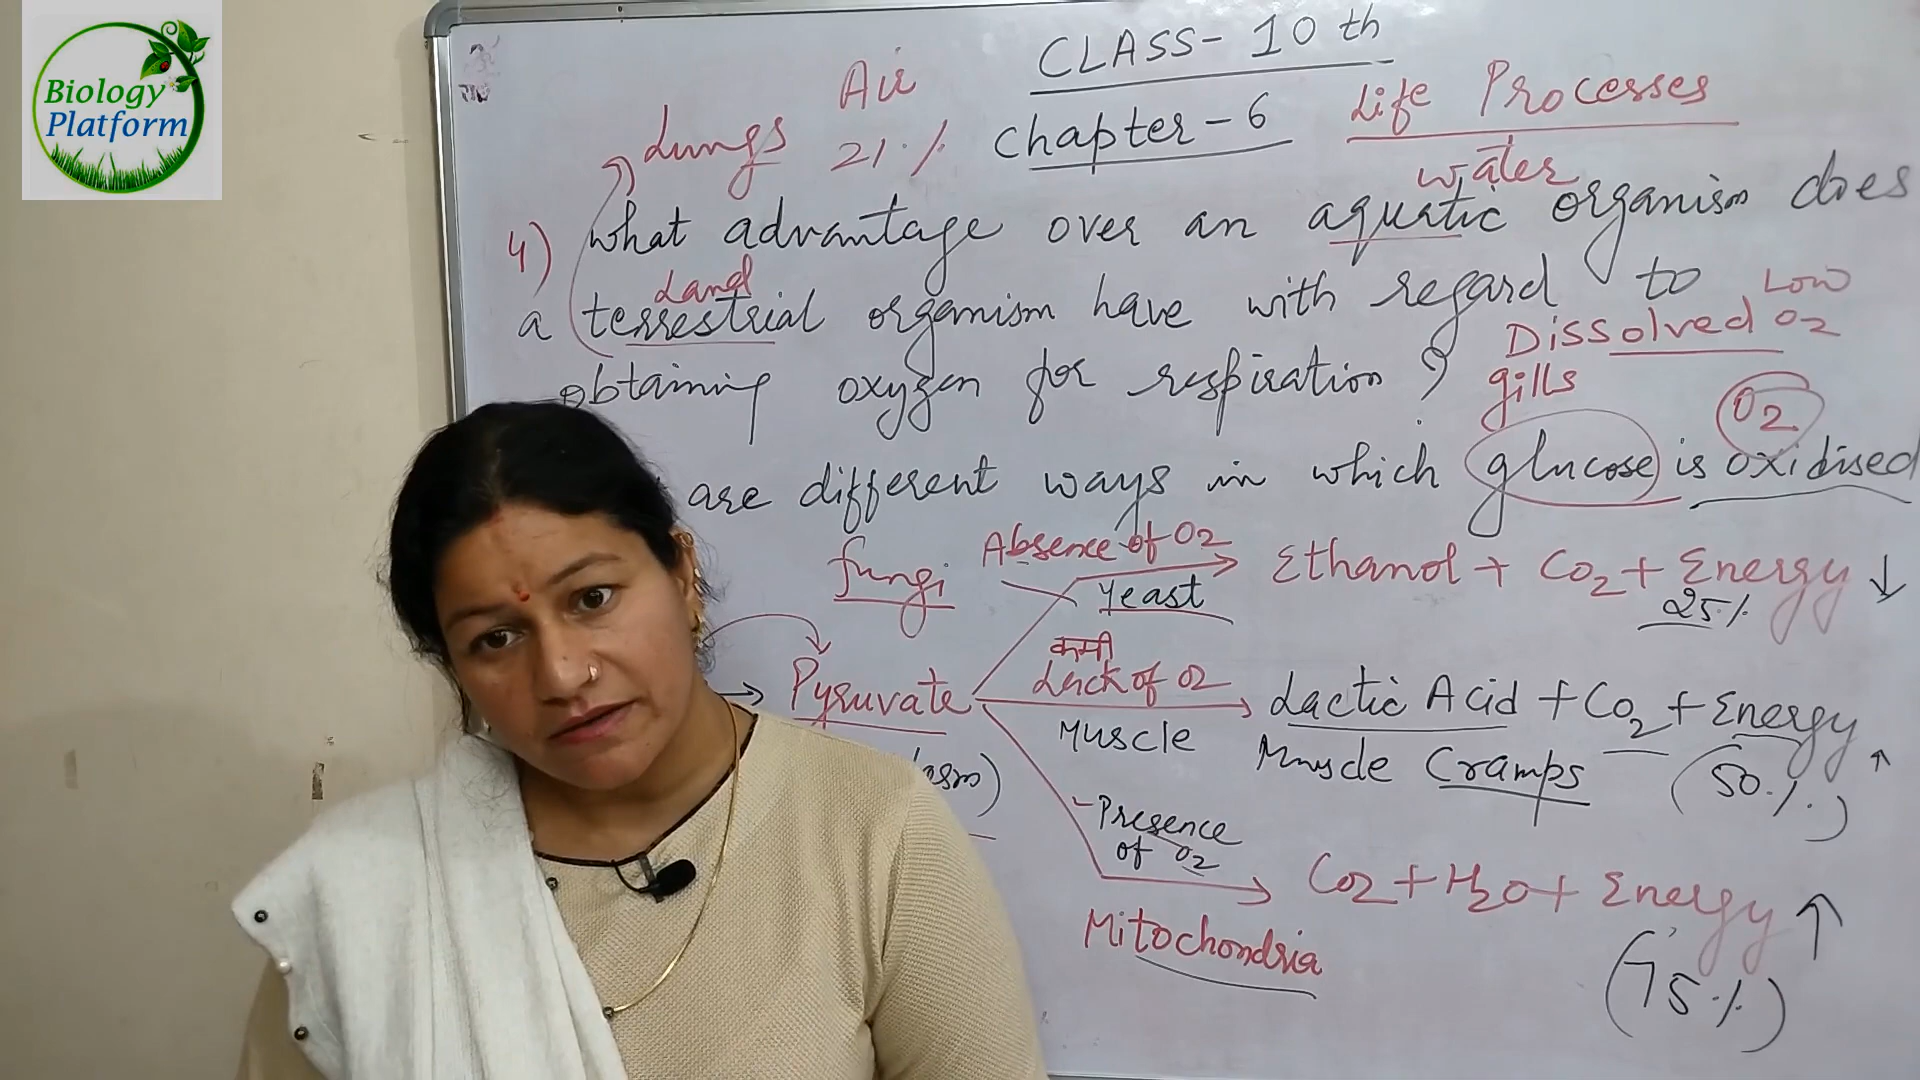 Biology
Platform
CLASS- 10 th
Air
Lungs 21% Chapter-6 Life Processes
water
4) What advantage over an aquatic organism does
Land
a terrestrial organism have with regard to
Low
Dissolved O2
obtaining oxygen for respiration ?
gills
O2
are different ways in which glucose is oxidised
fungi
Absence of O2
Yeast
Ethanol + CO2 + Energy ↓
25%
कमी
Pyruvate
Lack of O2
Muscle
Lactic Acid + CO2 + Energy ↑
Muscle Cramps (50%)
Presence
of O2
CO2 + H2O + Energy ↑
Mitochondria
(75%)